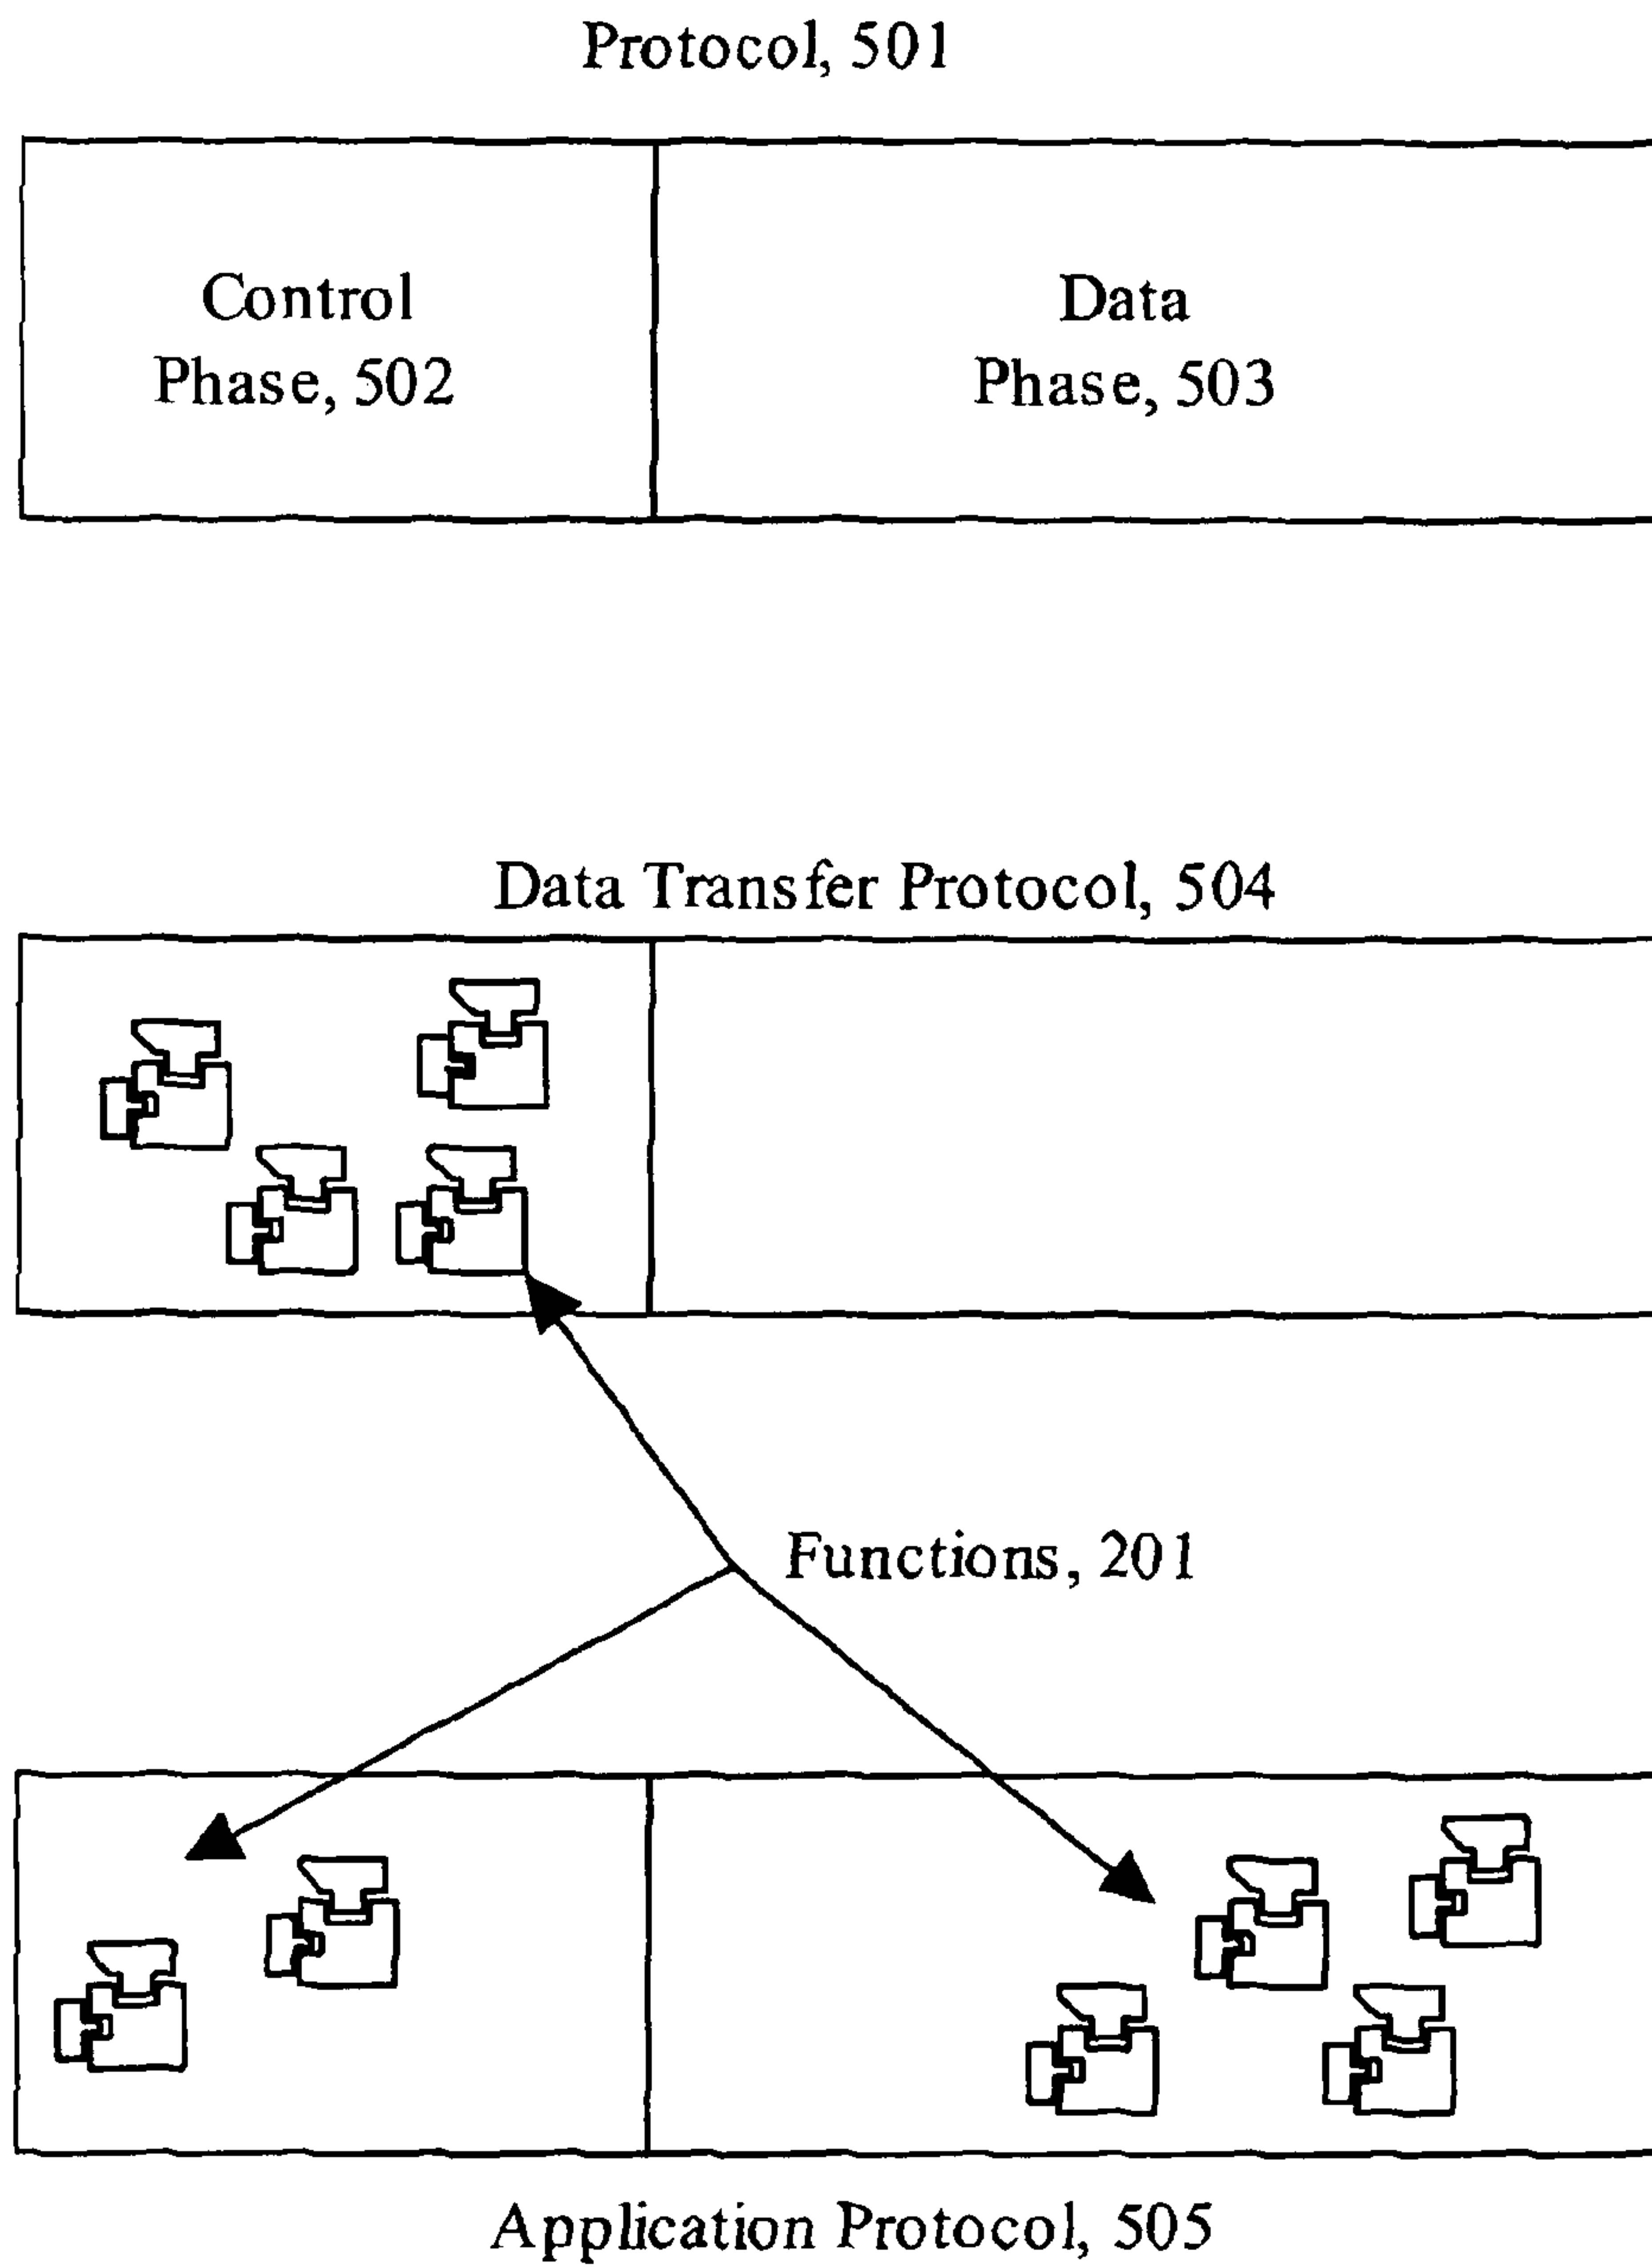 Protocol, 501
Control
Phase, 502
Data
Phase, 503
Data Transfer Protocol, 504
Functions, 201
Application Protocol, 505